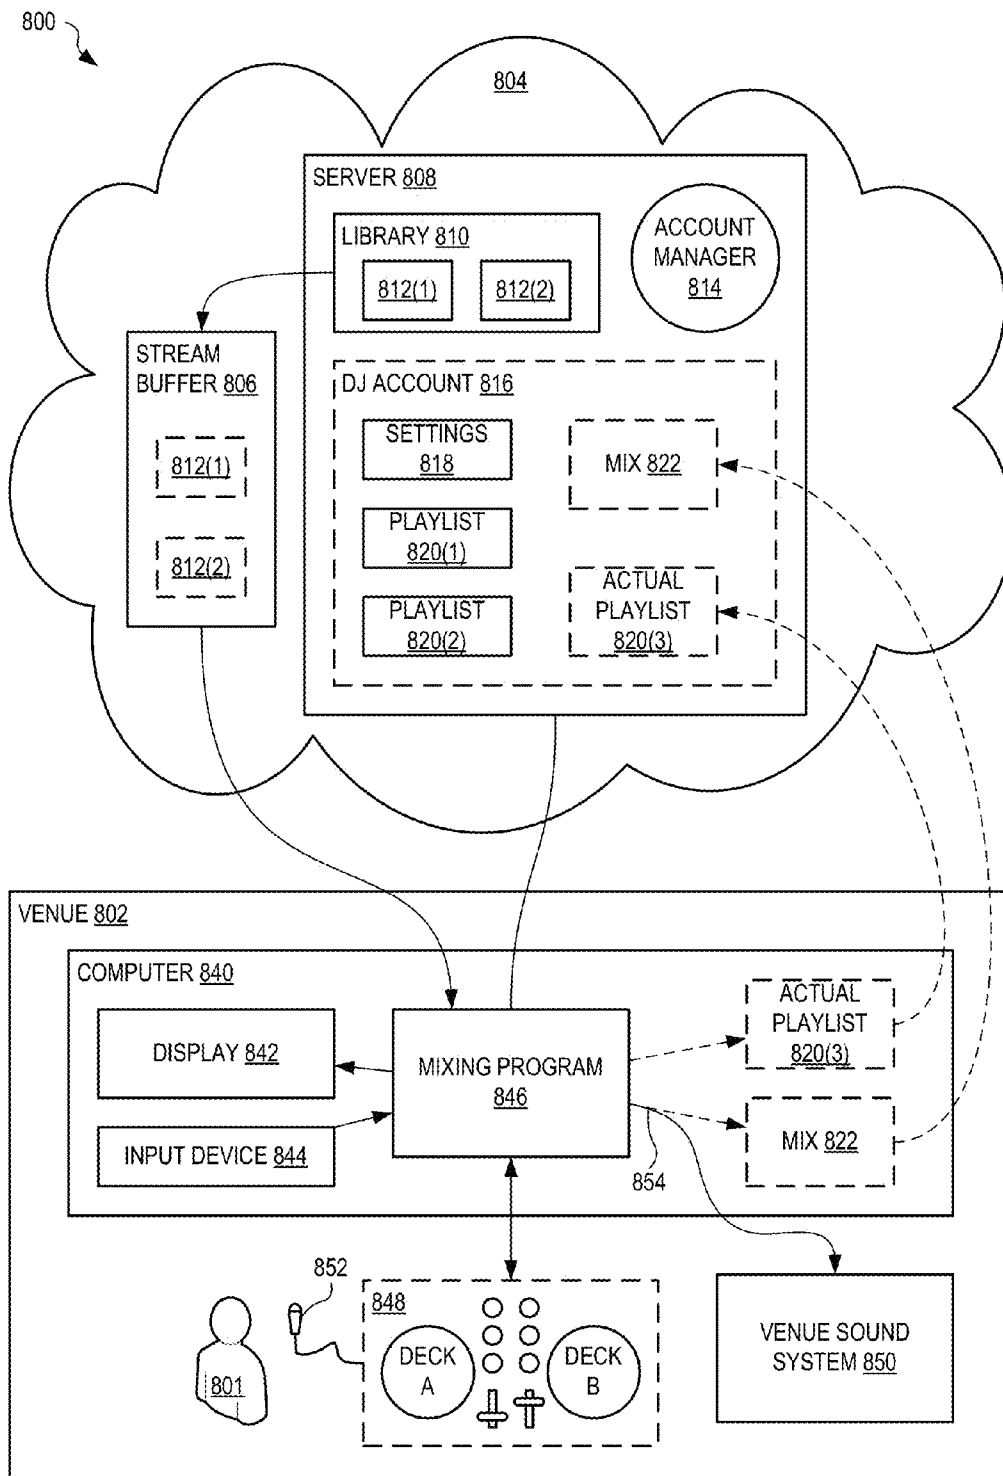 800
804
SERVER 808
LIBRARY 810
812(1)
812(2)
ACCOUNT
MANAGER
814
STREAM
BUFFER 806
812(1)
812(2)
DJ ACCOUNT 816
SETTINGS
818
MIX 822
PLAYLIST
820(1)
PLAYLIST
820(2)
ACTUAL
PLAYLIST
820(3)
VENUE 802
COMPUTER 840
DISPLAY 842
INPUT DEVICE 844
MIXING PROGRAM
846
ACTUAL
PLAYLIST
820(3)
MIX 822
854
852
848
DECK
A
DECK
B
801
VENUE SOUND
SYSTEM 850